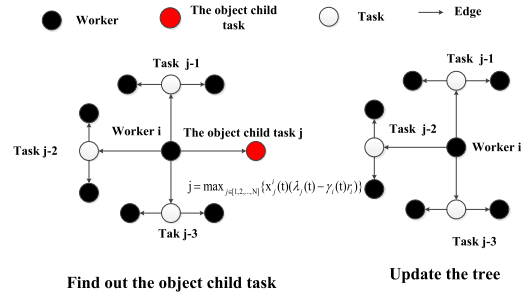 Worker
The object child
task
Task
Edge
Task j-1
Worker i
The object child task j
Task j-2
j=max_{j∈[1,2,...,N]}{x_j^i(t)(λ_j(t)−γ_i(t)r_i)}
Tak j-3
Find out the object child task
Task j-1
Task j-2
Worker i
Task j-3
Update the tree